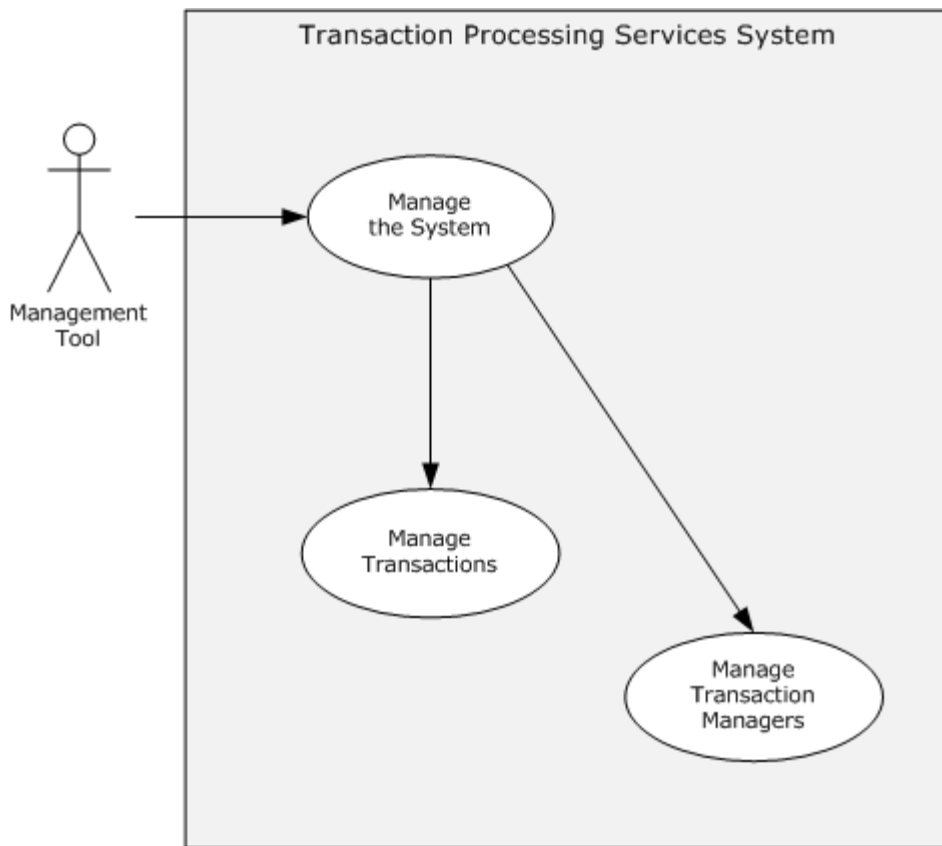 Transaction Processing Services System
Manage
the System
Management
Tool
Manage
Transactions
Manage
Transaction
Managers